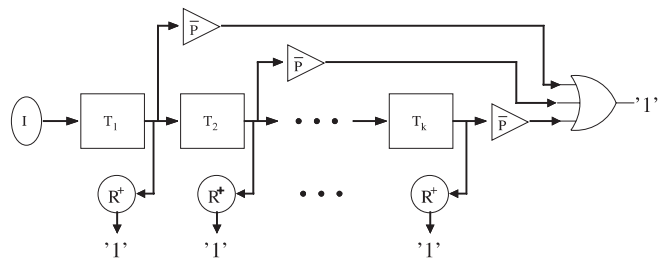 P̅
P̅
I T₁ T₂ • • • Tₖ P̅ '1'
R⁺ R⁺ • • • R⁺
'1' '1' '1'